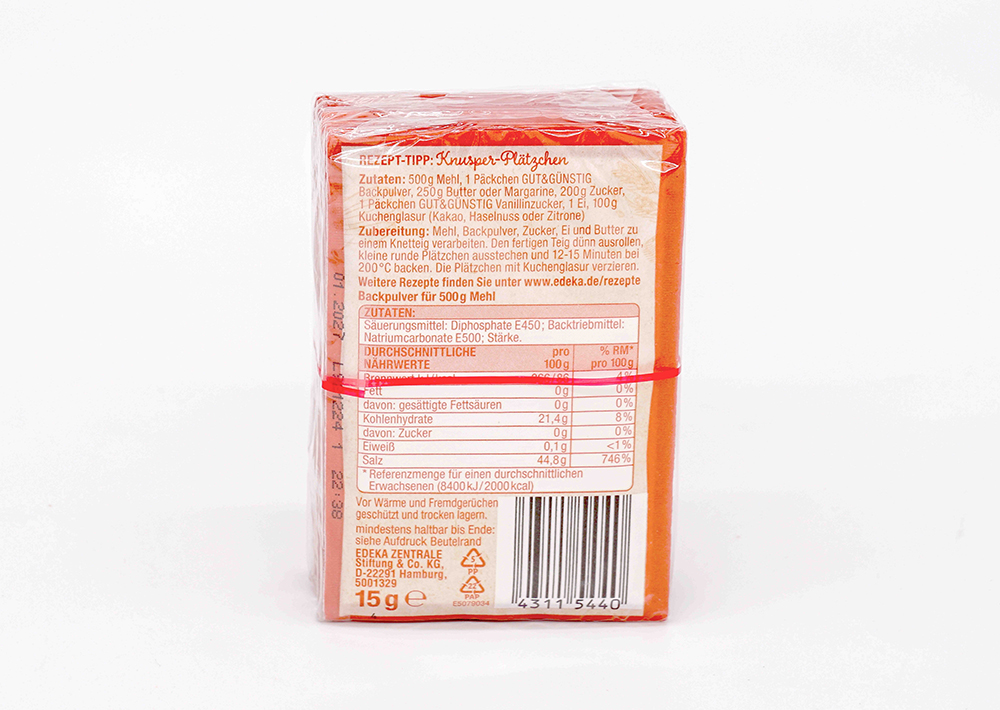 REZEPT-TIPP: Knusper-Plätzchen
Zutaten: 500g Mehl, 1 Päckchen GUT&GÜNSTIG
Backpulver, 250g Butter oder Margarine, 200g Zucker,
1 Päckchen GUT&GÜNSTIG Vanillinzucker, 1 Ei, 100g
Kuchenglasur (Kakao, Haselnuss oder Zitrone)
Zubereitung: Mehl, Backpulver, Zucker, Ei und Butter zu
einem Knetteig verarbeiten. Den fertigen Teig dünn ausrollen,
kleine runde Plätzchen ausstechen und 12-15 Minuten bei
200°C backen. Die Plätzchen mit Kuchenglasur verzieren.
Weitere Rezepte finden Sie unter www.edeka.de/rezepte
Backpulver für 500g Mehl
ZUTATEN:
Säuerungsmittel: Diphosphate E450; Backtriebmittel:
Natriumcarbonate E500; Stärke.
DURCHSCHNITTLICHE pro % RM*
NÄHRWERTE 100g pro 100g
4%
Fett 0g 0%
davon: gesättigte Fettsäuren 0g 0%
Kohlenhydrate 21,4g 8%
davon: Zucker 0g 0%
Eiweiß 0,1g <1%
Salz 44,8g 746%
* Referenzmenge für einen durchschnittlichen
Erwachsenen (8400kJ/2000kcal)
Vor Wärme und Fremdgerüchen
geschützt und trocken lagern.
mindestens haltbar bis Ende:
siehe Aufdruck Beutelrand
EDEKA ZENTRALE
Stiftung & Co. KG,
D-22291 Hamburg,
5001329
15g e
5
PP
22
PAP
E5079034
4311 5440
4
01.2027
1224 1 22:38